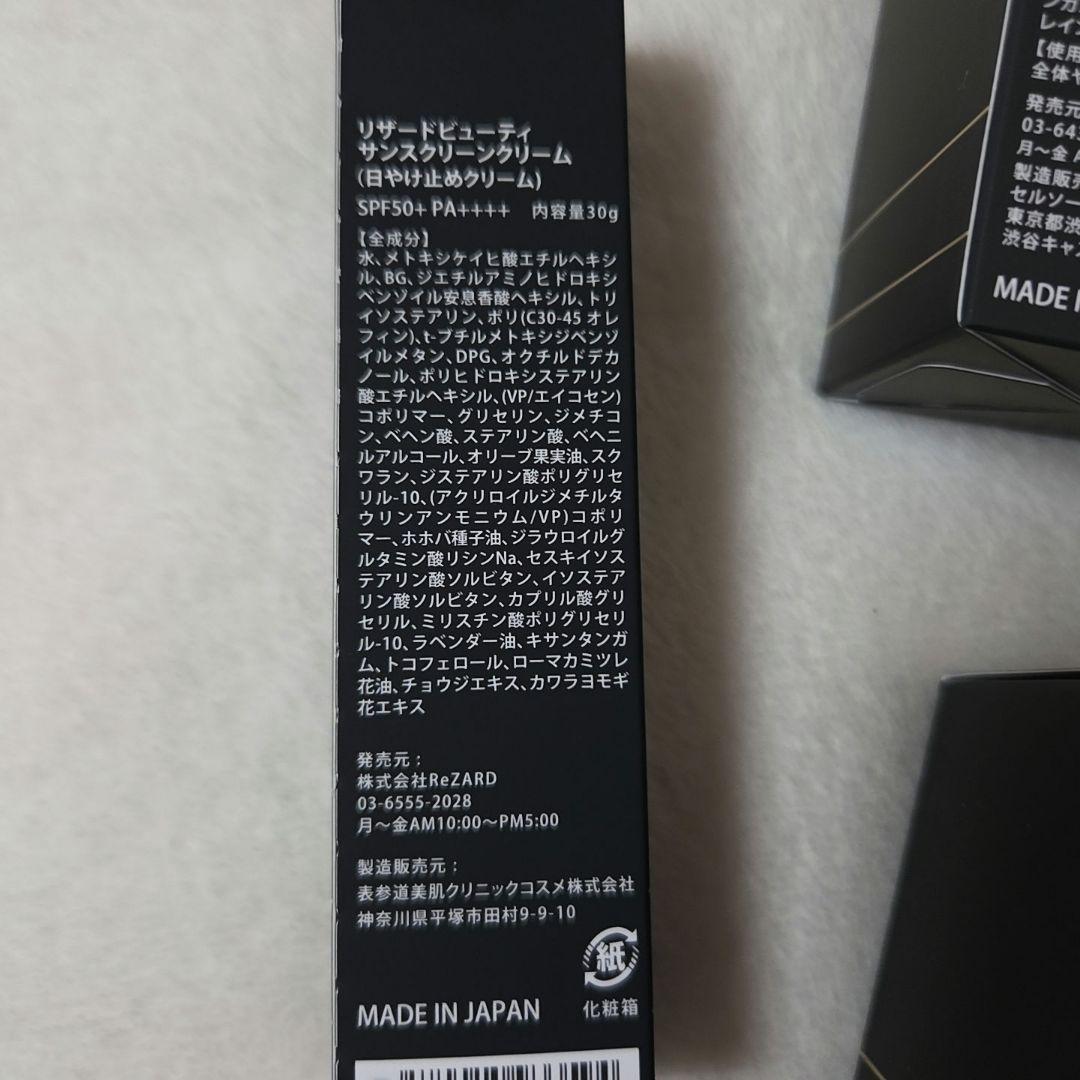 リザードビューティ
サンスクリーンクリーム
(日やけ止めクリーム)
SPF50+ PA++++ 内容量30g
【全成分】
水、メトキシケイヒ酸エチルヘキシ
ル、BG、ジエチルアミノヒドロキシ
ベンゾイル安息香酸ヘキシル、トリ
イソステアリン、ポリ(C30-45 オレ
フィン)、t-ブチルメトキシジベンゾ
イルメタン、DPG、オクチルドデカ
ノール、ポリヒドロキシステアリン
酸エチルヘキシル、(VP/エイコセン)
コポリマー、グリセリン、ジメチコ
ン、ベヘン酸、ステアリン酸、ベヘニ
ルアルコール、オリーブ果実油、スク
ワラン、ジステアリン酸ポリグリセ
リル-10、(アクリロイルジメチルタ
ウリンアンモニウム/VP)コポリ
マー、ホホバ種子油、ジラウロイルグ
ルタミン酸リシンNa、セスキイソス
テアリン酸ソルビタン、イソステア
リン酸ソルビタン、カプリル酸グリ
セリル、ミリスチン酸ポリグリセリ
ル-10、ラベンダー油、キサンタンガ
ム、トコフェロール、ローマカミツレ
花油、チョウジエキス、カワラヨモギ
花エキス
発売元：
株式会社ReZARD
03-6555-2028
月〜金AM10:00〜PM5:00
製造販売元：
表参道美肌クリニックコスメ株式会社
神奈川県平塚市田村9-9-10
紙
MADE IN JAPAN 化粧箱
レイ
【使用
全体
発売元
03-64
月〜金
製造販売
セルソー
東京都渋
渋谷キャ
MADE